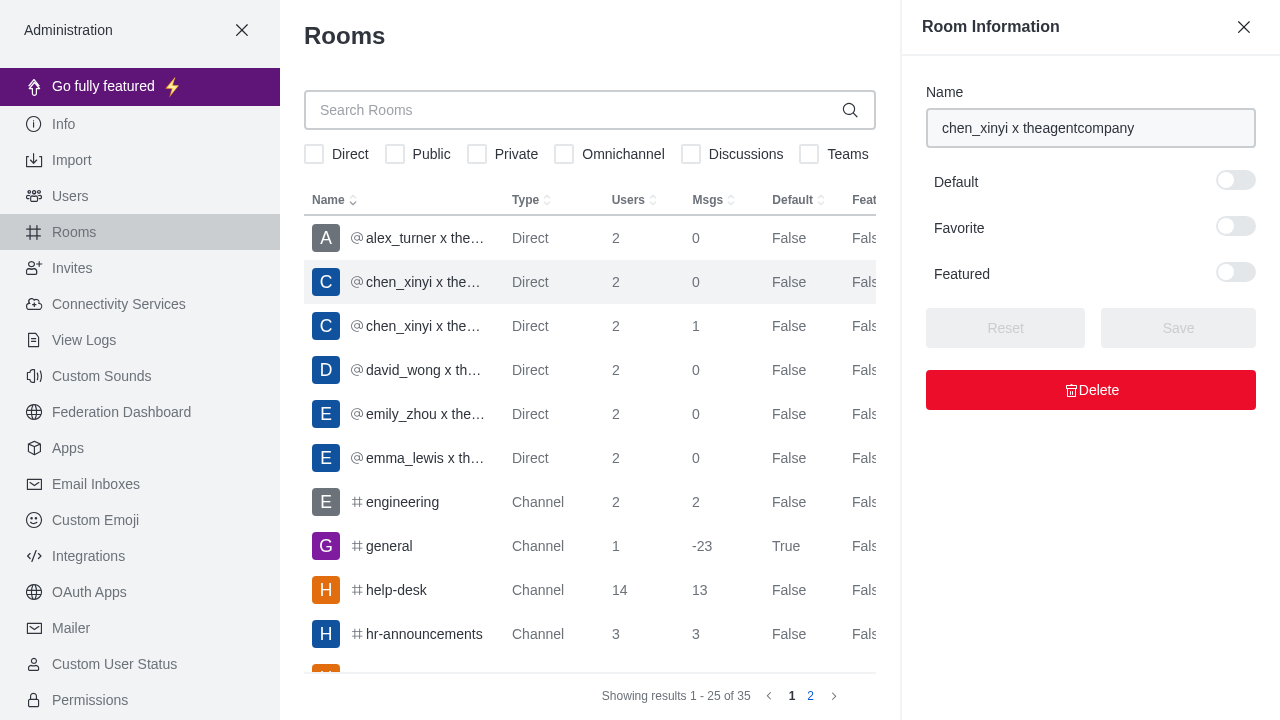 Administration
Go fully featured ⚡
Info
Import
Users
Rooms
Invites
Connectivity Services
View Logs
Custom Sounds
Federation Dashboard
Apps
Email Inboxes
Custom Emoji
Integrations
OAuth Apps
Mailer
Custom User Status
Permissions
Rooms
Search Rooms
Direct Public Private Omnichannel Discussions Teams
Name Type Users Msgs Default Feat
A @ alex_turner x the… Direct 2 0 False Fals
C @ chen_xinyi x the… Direct 2 0 False Fals
C @ chen_xinyi x the… Direct 2 1 False Fals
D @ david_wong x th… Direct 2 0 False Fals
E @ emily_zhou x the… Direct 2 0 False Fals
E @ emma_lewis x th… Direct 2 0 False Fals
E # engineering Channel 2 2 False Fals
G # general Channel 1 -23 True Fals
H # help-desk Channel 14 13 False Fals
H # hr-announcements Channel 3 3 False Fals
Showing results 1 - 25 of 35 1 2
Room Information
Name
chen_xinyi x theagentcompany
Default
Favorite
Featured
Reset Save
Delete